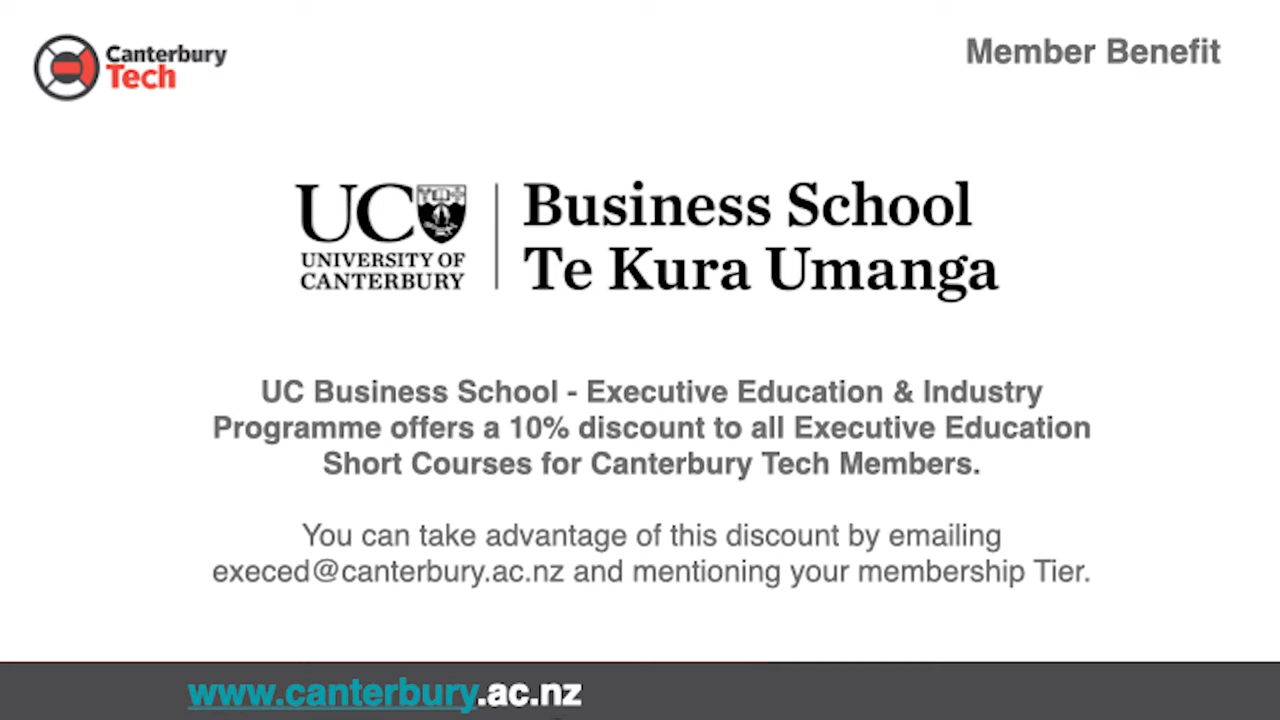 Canterbury
Tech
Member Benefit
UC
UNIVERSITY OF
CANTERBURY
Business School
Te Kura Umanga
UC Business School - Executive Education & Industry
Programme offers a 10% discount to all Executive Education
Short Courses for Canterbury Tech Members.
You can take advantage of this discount by emailing
execed@canterbury.ac.nz and mentioning your membership Tier.
www.canterbury.ac.nz